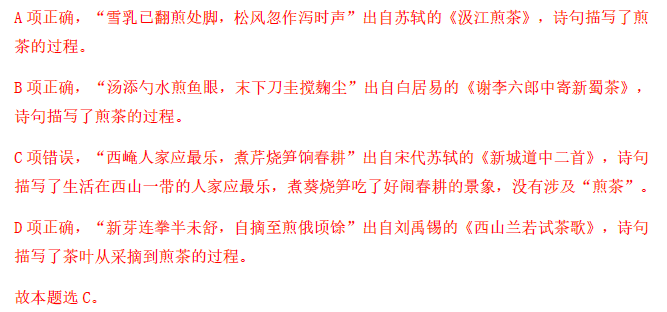 A 项正确，“雪乳已翻煎处脚，松风忽作泻时声”出自苏轼的《汲江煎茶》，诗句描写了煎
茶的过程。
B 项正确，“汤添勺水煎鱼眼，末下刀圭搅麹尘”出自白居易的《谢李六郎中寄新蜀茶》，
诗句描写了煎茶的过程。
C 项错误，“西崦人家应最乐，煮芹烧笋饷春耕”出自宋代苏轼的《新城道中二首》，诗句
描写了生活在西山一带的人家应最乐，煮葵烧笋吃了好闹春耕的景象，没有涉及“煎茶”。
D 项正确，“新芽连拳半未舒，自摘至煎俄顷馀”出自刘禹锡的《西山兰若试茶歌》，诗句
描写了茶叶从采摘到煎茶的过程。
故本题选 C。